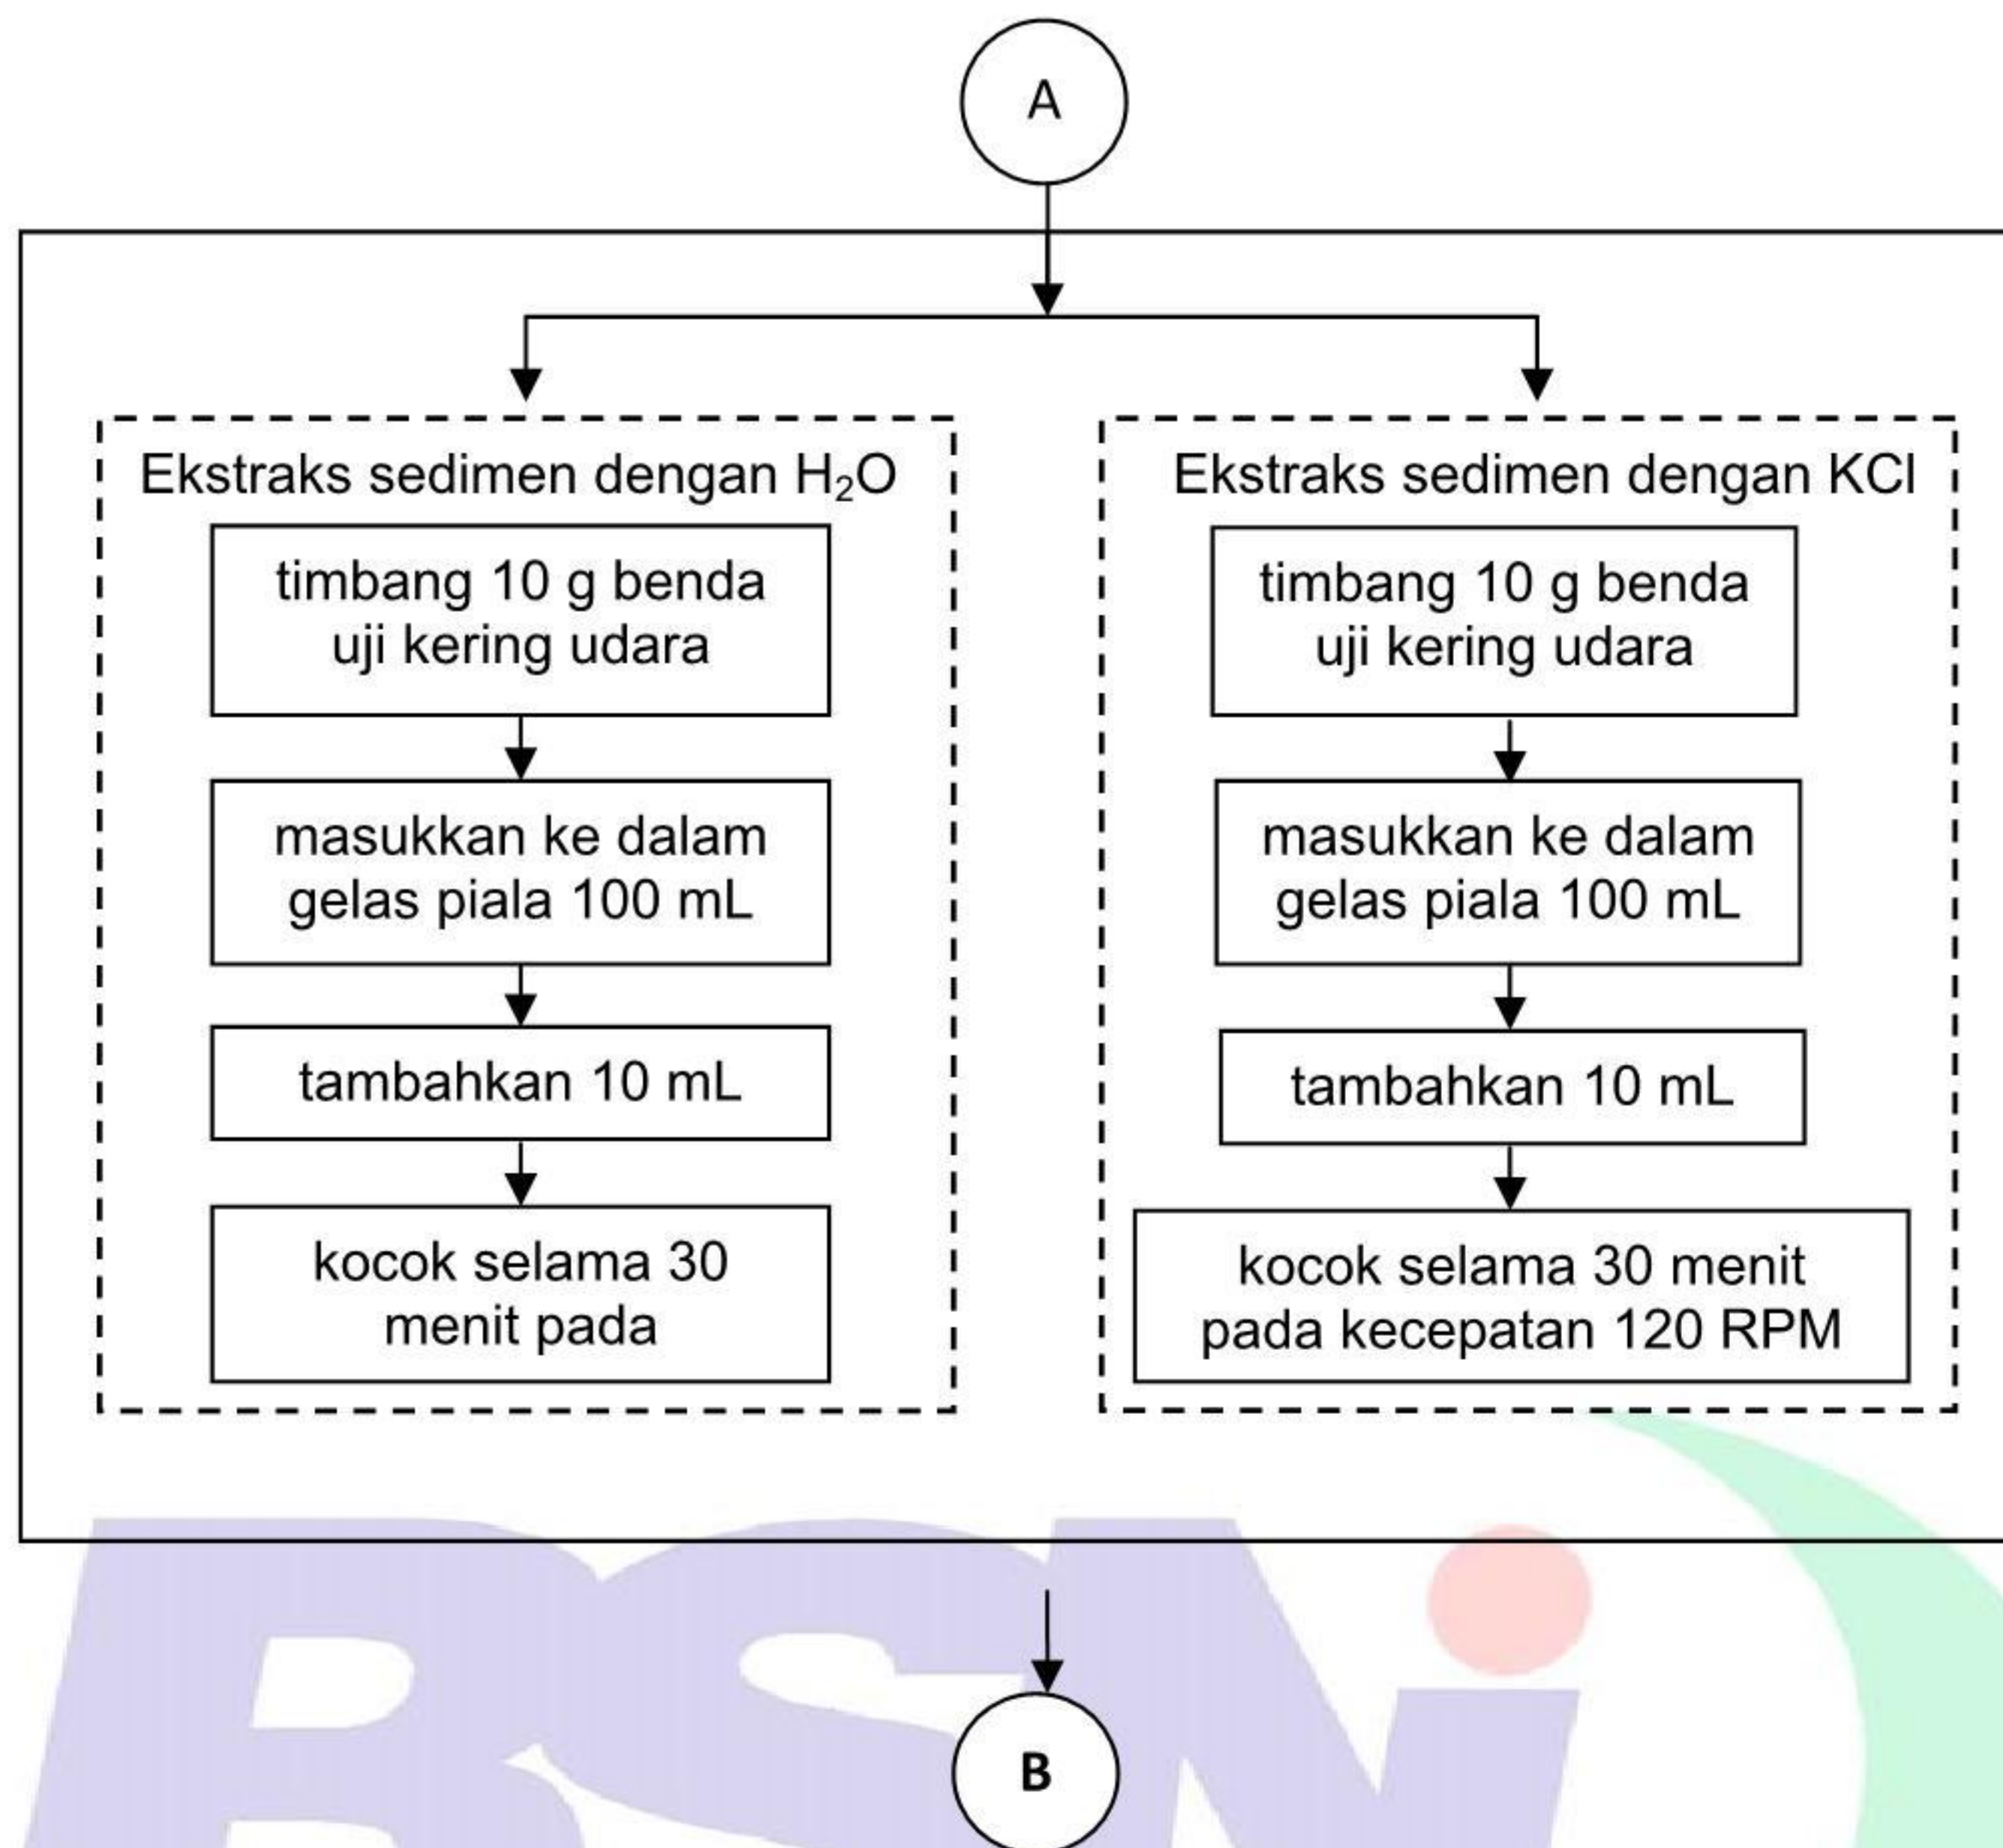 A
Ekstraks sedimen dengan H₂O
timbang 10 g benda
uji kering udara
masukkan ke dalam
gelas piala 100 mL
tambahkan 10 mL
kocok selama 30
menit pada
Ekstraks sedimen dengan KCl
timbang 10 g benda
uji kering udara
masukkan ke dalam
gelas piala 100 mL
tambahkan 10 mL
kocok selama 30 menit
pada kecepatan 120 RPM
B
BSNi